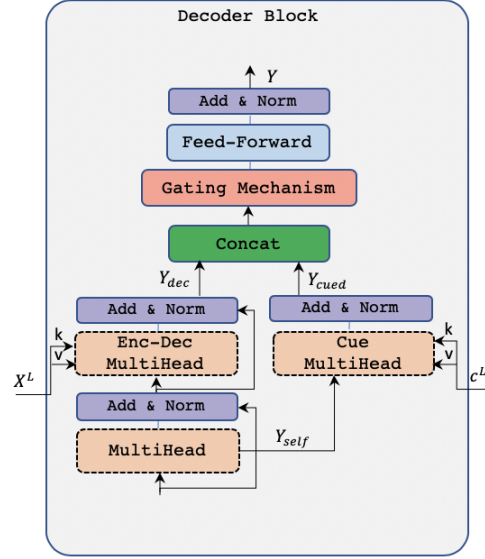 Decoder Block
Y
Add & Norm
Feed-Forward
Gating Mechanism
Concat
Y_dec
Y_cued
Add & Norm
Add & Norm
k
Enc-Dec
MultiHead
v
Cue
MultiHead
k
v
X^L
c^L
Add & Norm
MultiHead
Y_self